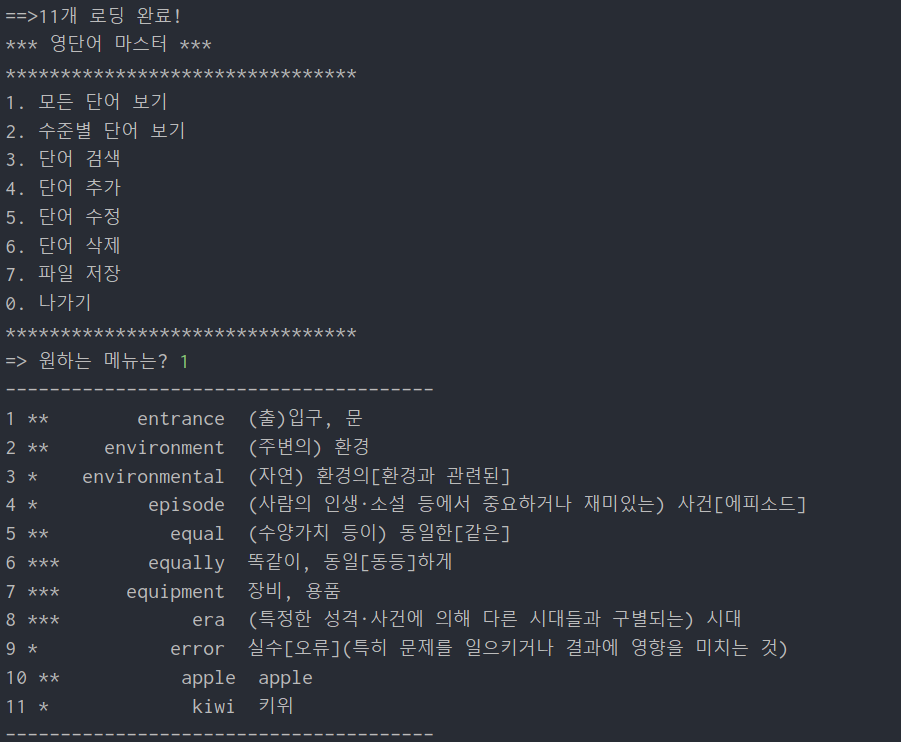 ==>11개 로딩 완료!
*** 영단어 마스터 ***
********************************
1. 모든 단어 보기
2. 수준별 단어 보기
3. 단어 검색
4. 단어 추가
5. 단어 수정
6. 단어 삭제
7. 파일 저장
0. 나가기
********************************
=> 원하는 메뉴는? 1
---------------------------------------
1 **        entrance  (출)입구, 문
2 **     environment  (주변의) 환경
3 *    environmental  (자연) 환경의[환경과 관련된]
4 *          episode  (사람의 인생·소설 등에서 중요하거나 재미있는) 사건[에피소드]
5 **           equal  (수양가치 등이) 동일한[같은]
6 ***        equally  똑같이, 동일[동등]하게
7 ***      equipment  장비, 용품
8 ***            era  (특정한 성격·사건에 의해 다른 시대들과 구별되는) 시대
9 *            error  실수[오류](특히 문제를 일으키거나 결과에 영향을 미치는 것)
10 **           apple  apple
11 *             kiwi  키위
---------------------------------------